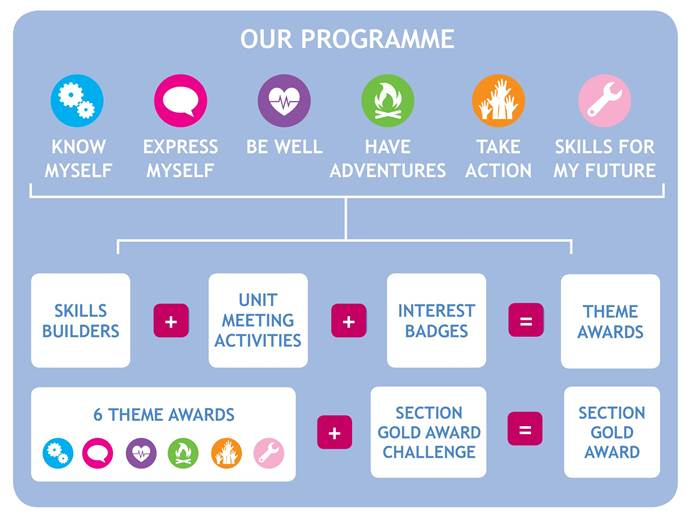 OUR PROGRAMME
KNOW
MYSELF
EXPRESS
MYSELF
BE WELL
HAVE
ADVENTURES
TAKE
ACTION
SKILLS FOR
MY FUTURE
SKILLS
BUILDERS
+
UNIT
MEETING
ACTIVITIES
+
INTEREST
BADGES
=
THEME
AWARDS
6 THEME AWARDS
+
SECTION
GOLD AWARD
CHALLENGE
=
SECTION
GOLD
AWARD